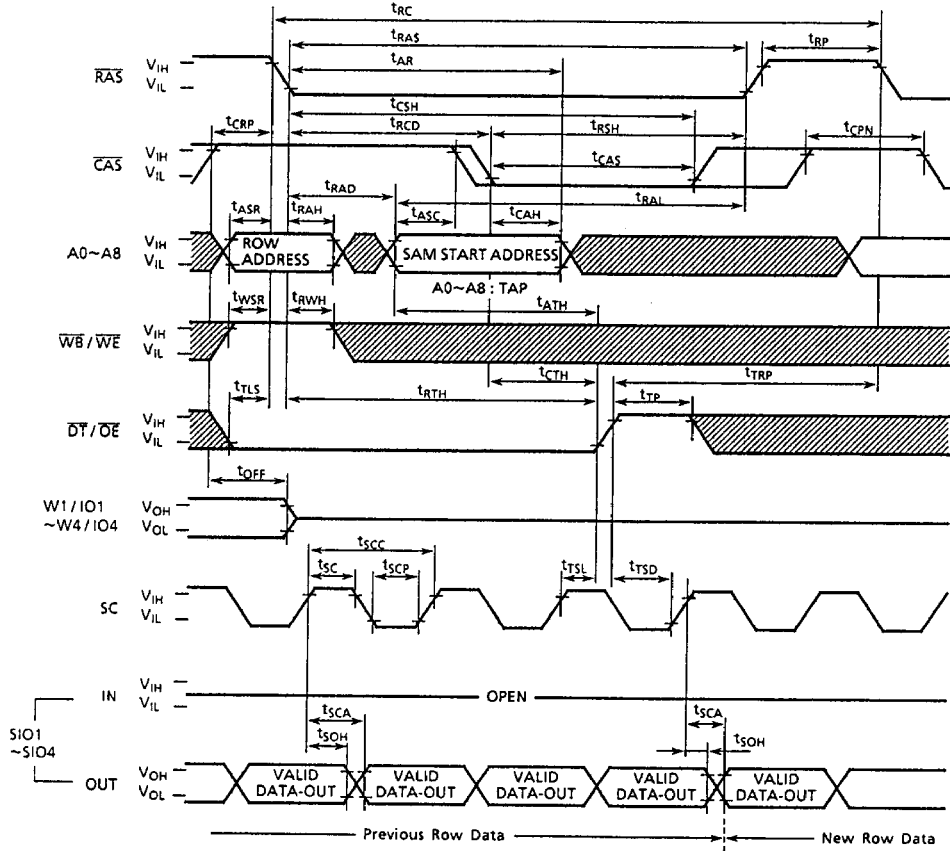 tRC
tRAS
tRP
tAR
RAS VIH
VIL
tCSH
tCRP
tRCD
tRSH
tCPN
CAS VIH
VIL
tCAS
tRAD
tRAL
tASR
tRAH
tASC
tCAH
A0~A8 VIH
VIL
ROW ADDRESS
SAM START ADDRESS
A0~A8 : TAP
tWSR
tRWH
tATH
WB / WE VIH
VIL
tCTH
tTRP
tTLS
tRTH
tTP
DT / OE VIH
VIL
tOFF
W1 / IO1
~W4 / IO4
VOH
VOL
tSCC
tSC
tSCP
tTSL
tTSD
SC VIH
VIL
IN VIH
VIL
OPEN
SIO1
~SIO4
tSCA
tSCA
tSOH
tSOH
OUT VOH
VOL
VALID DATA-OUT
VALID DATA-OUT
VALID DATA-OUT
VALID DATA-OUT
VALID DATA-OUT
Previous Row Data
New Row Data